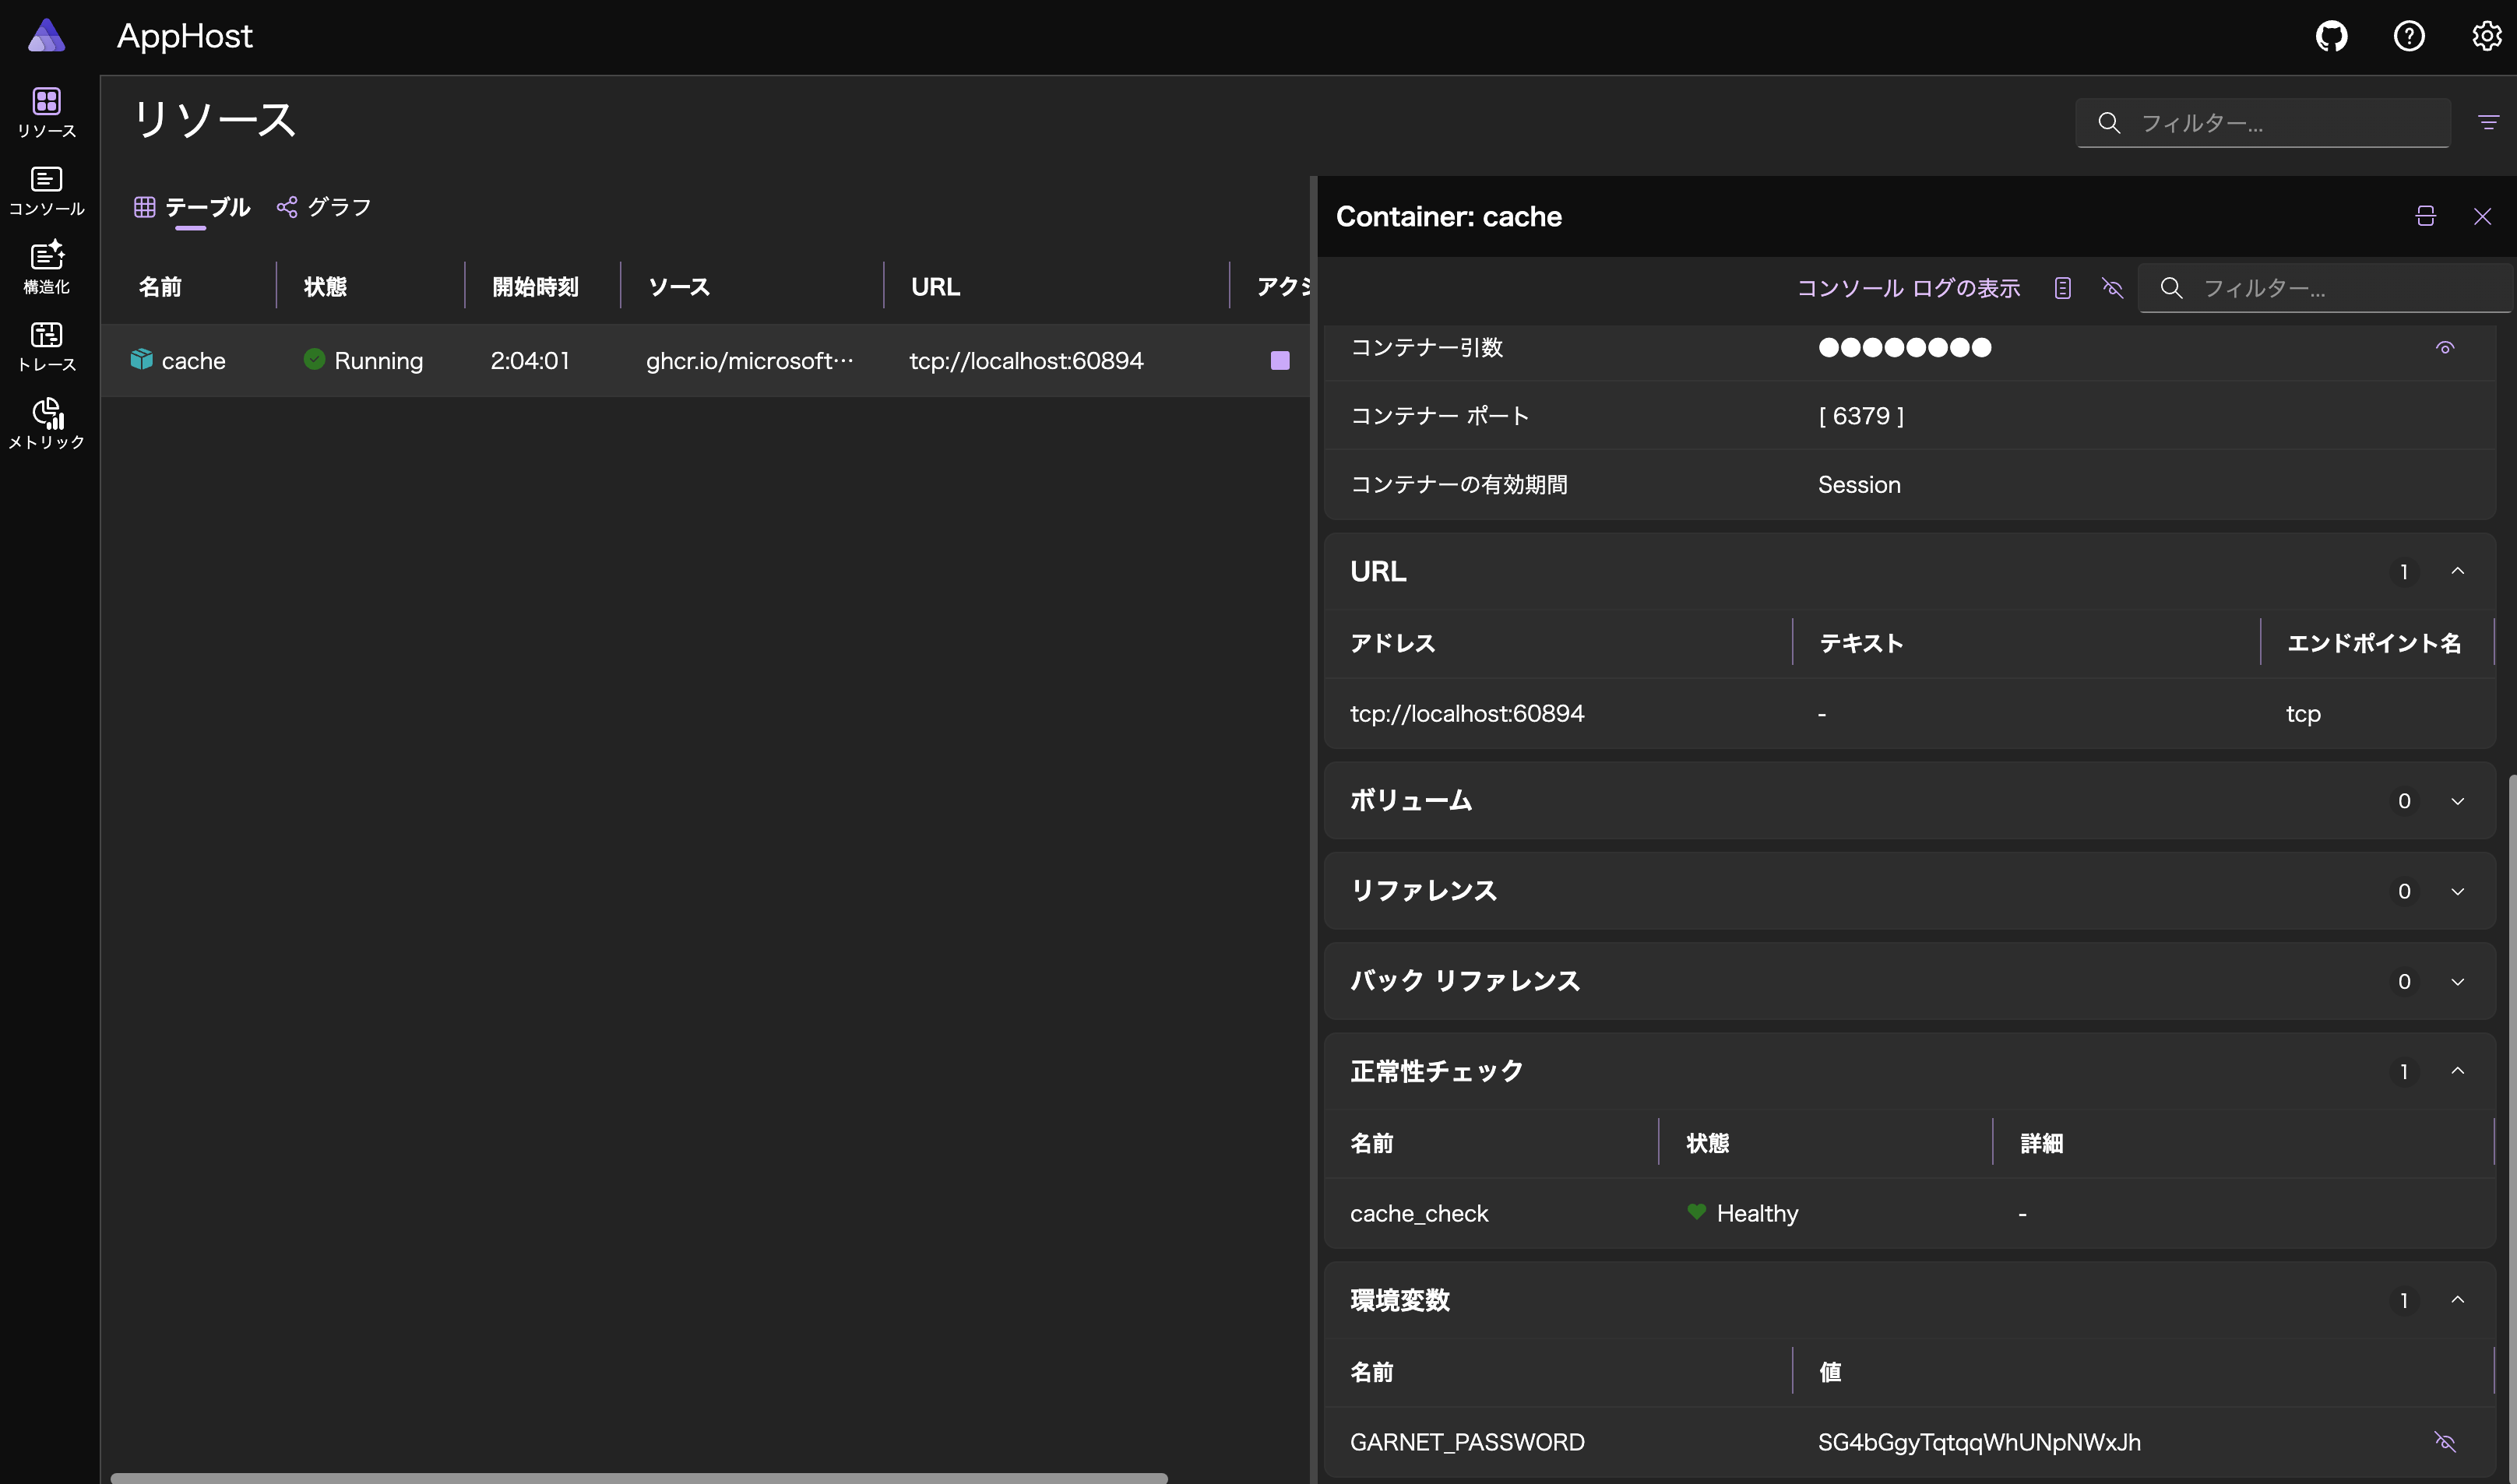 AppHost
リソース
コンソール
構造化
トレース
メトリック
リソース
フィルター...
テーブル グラフ
名前 状態 開始時刻 ソース URL アクシ
cache Running 2:04:01 ghcr.io/microsoft… tcp://localhost:60894
Container: cache
コンソール ログの表示 フィルター...
コンテナー引数 ●●●●●●●●
コンテナー ポート [ 6379 ]
コンテナーの有効期間 Session
URL 1
アドレス テキスト エンドポイント名
tcp://localhost:60894 - tcp
ボリューム 0
リファレンス 0
バック リファレンス 0
正常性チェック 1
名前 状態 詳細
cache_check Healthy -
環境変数 1
名前 値
GARNET_PASSWORD SG4bGgyTqtqqWhUNpNWxJh